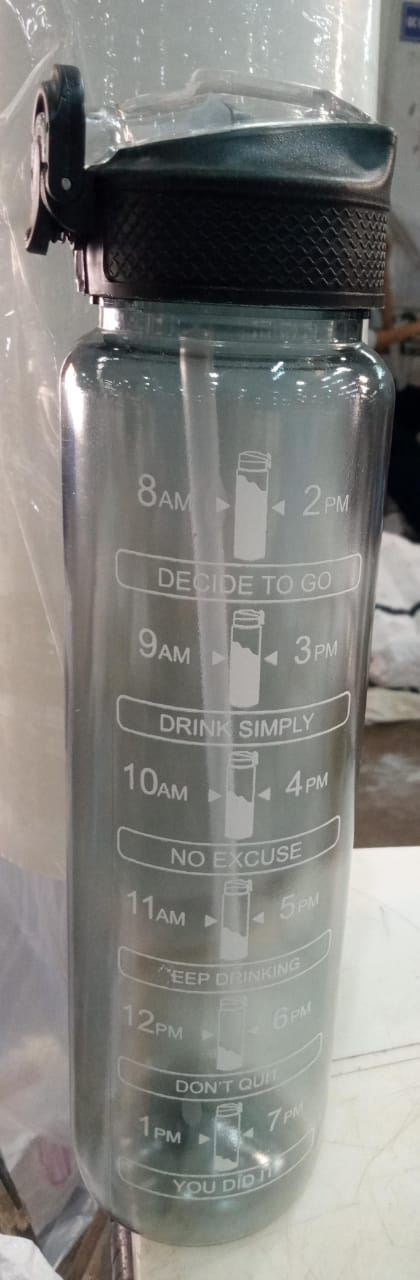 8AM 2PM
DECIDE TO GO
9AM 3PM
DRINK SIMPLY
10AM 4PM
NO EXCUSE
11AM 5PM
EEP DRINKING
12PM 6PM
DON'T QUIT
1PM 7PM
YOU DID IT